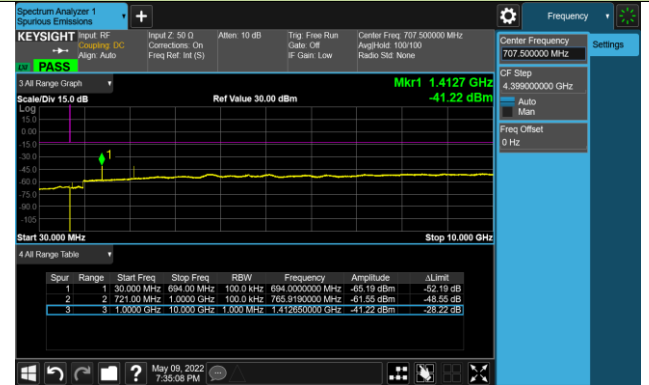 Spectrum Analyzer 1
Spurious Emissions
Frequency
KEYSIGHT Input: RF Input Z: 50 Ω Atten: 10 dB Trig: Free Run Center Freq: 707.500000 MHz
Coupling: DC Corrections: On Gate: Off Avg|Hold: 100/100
Align: Auto Freq Ref: Int (S) IF Gain: Low Radio Std: None
PASS
Center Frequency
707.500000 MHz
Settings
CF Step
4.399000000 GHz
Auto
Man
Freq Offset
0 Hz
3 All Range Graph
Mkr1 1.4127 GHz
Scale/Div 15.0 dB Ref Value 30.00 dBm -41.22 dBm
Log
15.0
0.00
-15.0
-30.0
-45.0
-60.0
-75.0
-90.0
-105
1
Start 30.000 MHz Stop 10.000 GHz
4 All Range Table
Spur Range Start Freq Stop Freq RBW Frequency Amplitude ΔLimit
1 1 30.000 MHz 694.00 MHz 100.0 kHz 694.0000000 MHz -65.19 dBm -52.19 dB
2 2 721.00 MHz 1.0000 GHz 100.0 kHz 765.9190000 MHz -61.55 dBm -48.55 dB
3 3 1.0000 GHz 10.000 GHz 1.000 MHz 1.412650000 GHz -41.22 dBm -28.22 dB
May 09, 2022
7:35:08 PM